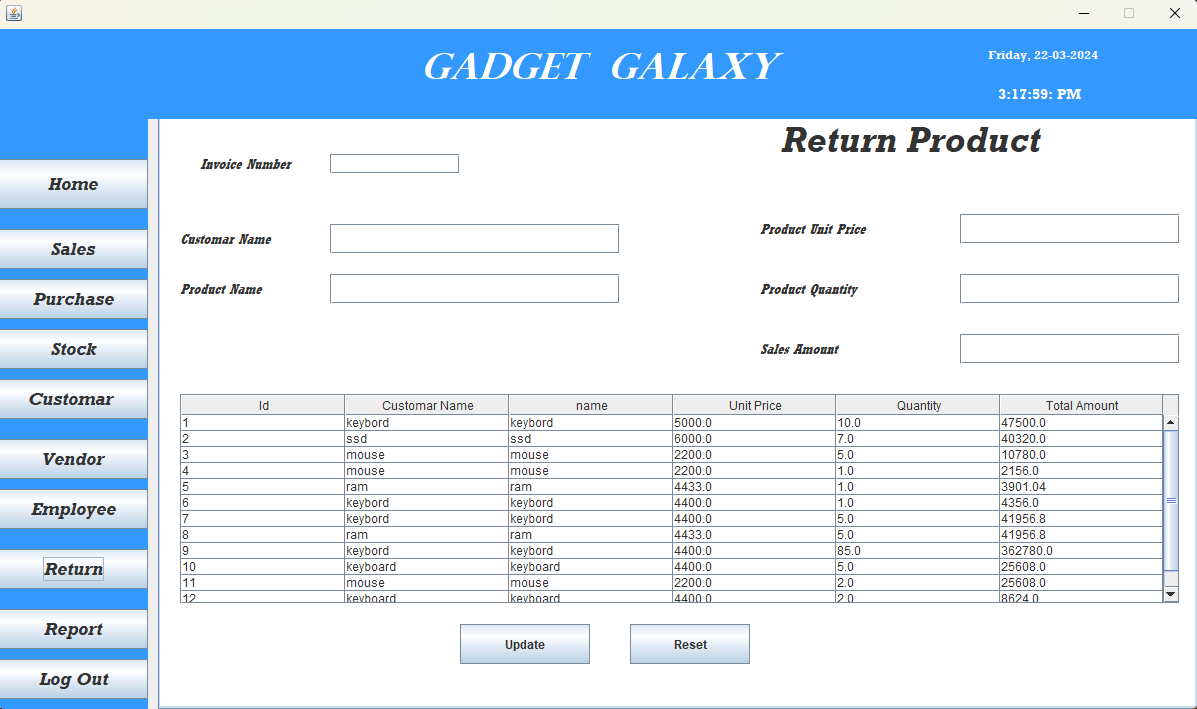 GADGET GALAXY
Friday, 22-03-2024
3:17:59: PM
Home
Sales
Purchase
Stock
Customar
Vendor
Employee
Return
Report
Log Out
Return Product
Invoice Number
Customar Name
Product Name
Product Unit Price
Product Quantity
Sales Amount
Id Customar Name name Unit Price Quantity Total Amount
1 keybord keybord 5000.0 10.0 47500.0
2 ssd ssd 6000.0 7.0 40320.0
3 mouse mouse 2200.0 5.0 10780.0
4 mouse mouse 2200.0 1.0 2156.0
5 ram ram 4433.0 1.0 3901.04
6 keybord keybord 4400.0 1.0 4356.0
7 keybord keybord 4400.0 5.0 41956.8
8 ram ram 4433.0 5.0 41956.8
9 keybord keybord 4400.0 85.0 362780.0
10 keyboard keyboard 4400.0 5.0 25608.0
11 mouse mouse 2200.0 2.0 25608.0
12 keyboard keyboard 4400.0 2.0 8624.0
Update Reset